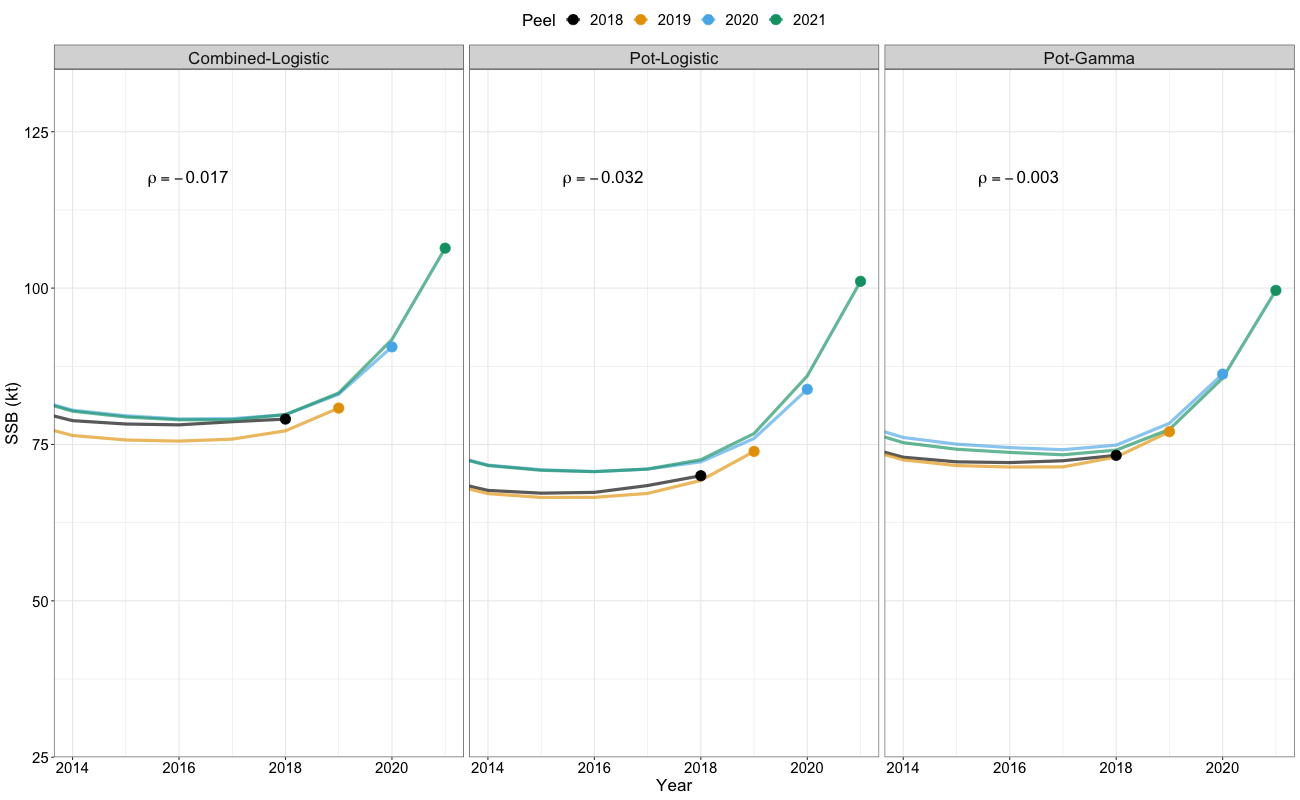 Peel 2018 2019 2020 2021
Combined-Logistic Pot-Logistic Pot-Gamma
125
ρ = −0.017 ρ = −0.032 ρ = −0.003
100
75
SSB (kt)
50
25
2014 2016 2018 2020 2014 2016 2018 2020 2014 2016 2018 2020
Year